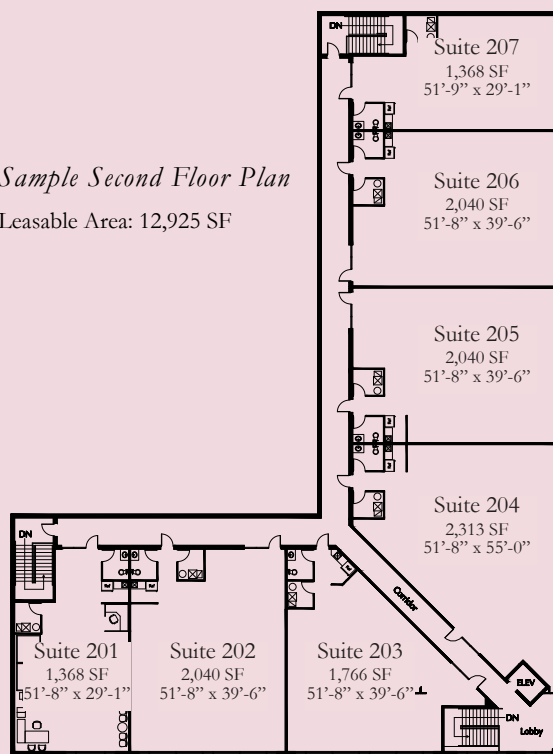 DN
Suite 207
1,368 SF
51’-9” x 29’-1”
Sample Second Floor Plan
Leasable Area: 12,925 SF
Suite 206
2,040 SF
51’-8” x 39’-6”
Suite 205
2,040 SF
51’-8” x 39’-6”
Suite 204
2,313 SF
51’-8” x 55’-0”
DN
Corridor
Suite 201
1,368 SF
51’-8” x 29’-1”
Suite 202
2,040 SF
51’-8” x 39’-6”
Suite 203
1,766 SF
51’-8” x 39’-6”
ELEV
DN
Lobby